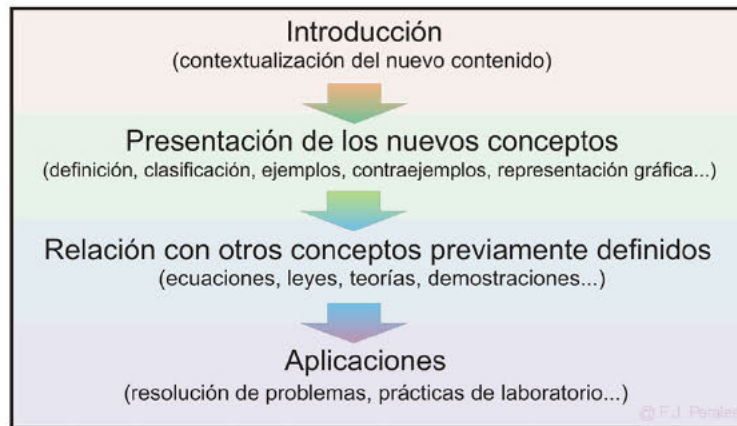 Introducción
(contextualización del nuevo contenido)
Presentación de los nuevos conceptos
(definición, clasificación, ejemplos, contraejemplos, representación gráfica...)
Relación con otros conceptos previamente definidos
(ecuaciones, leyes, teorías, demostraciones...)
Aplicaciones
(resolución de problemas, prácticas de laboratorio...)
@ F.J. Perales